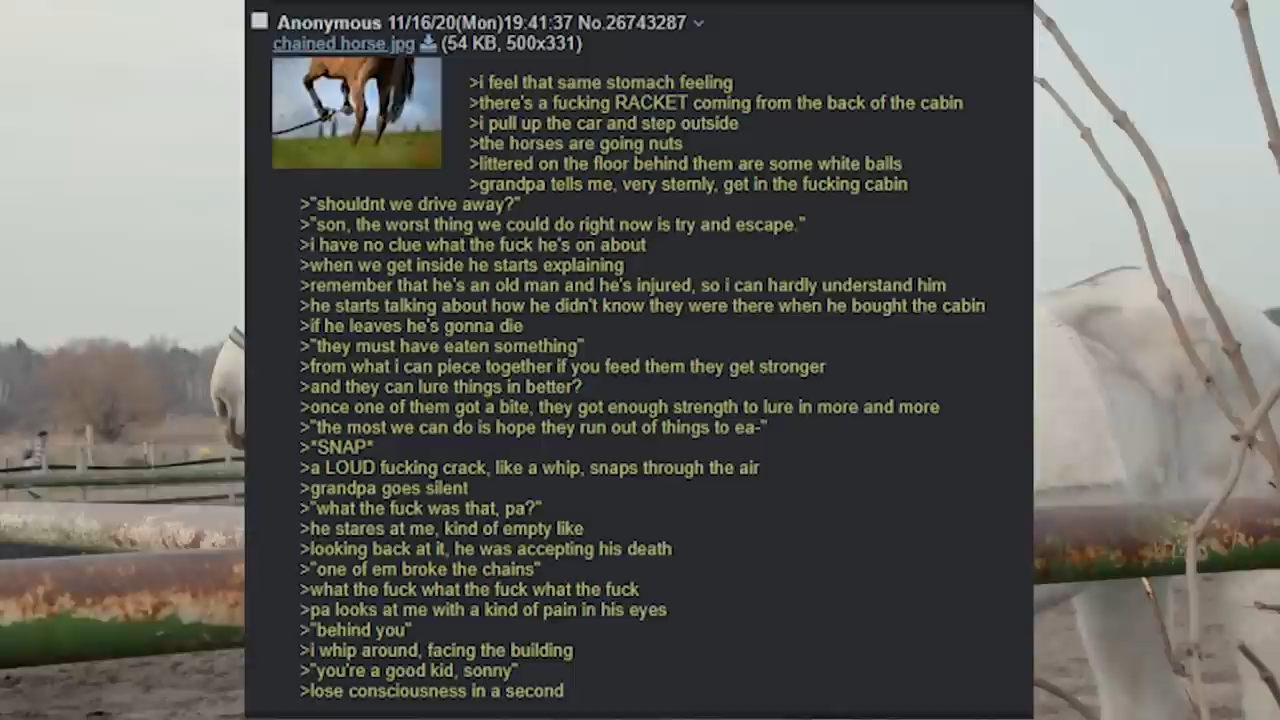 Anonymous 11/16/20(Mon)19:41:37 No.26743287
chained horse.jpg (54 KB, 500x331)
>i feel that same stomach feeling
>there's a fucking RACKET coming from the back of the cabin
>i pull up the car and step outside
>the horses are going nuts
>littered on the floor behind them are some white balls
>grandpa tells me, very sternly, get in the fucking cabin
>"shouldnt we drive away?"
>"son, the worst thing we could do right now is try and escape."
>i have no clue what the fuck he's on about
>when we get inside he starts explaining
>remember that he's an old man and he's injured, so i can hardly understand him
>he starts talking about how he didn't know they were there when he bought the cabin
>if he leaves he's gonna die
>"they must have eaten something"
>from what i can piece together if you feed them they get stronger
>and they can lure things in better?
>once one of them got a bite, they got enough strength to lure in more and more
>"the most we can do is hope they run out of things to ea-"
>*SNAP*
>a LOUD fucking crack, like a whip, snaps through the air
>grandpa goes silent
>"what the fuck was that, pa?"
>he stares at me, kind of empty like
>looking back at it, he was accepting his death
>"one of em broke the chains"
>what the fuck what the fuck what the fuck
>pa looks at me with a kind of pain in his eyes
>"behind you"
>i whip around, facing the building
>"you're a good kid, sonny"
>lose consciousness in a second